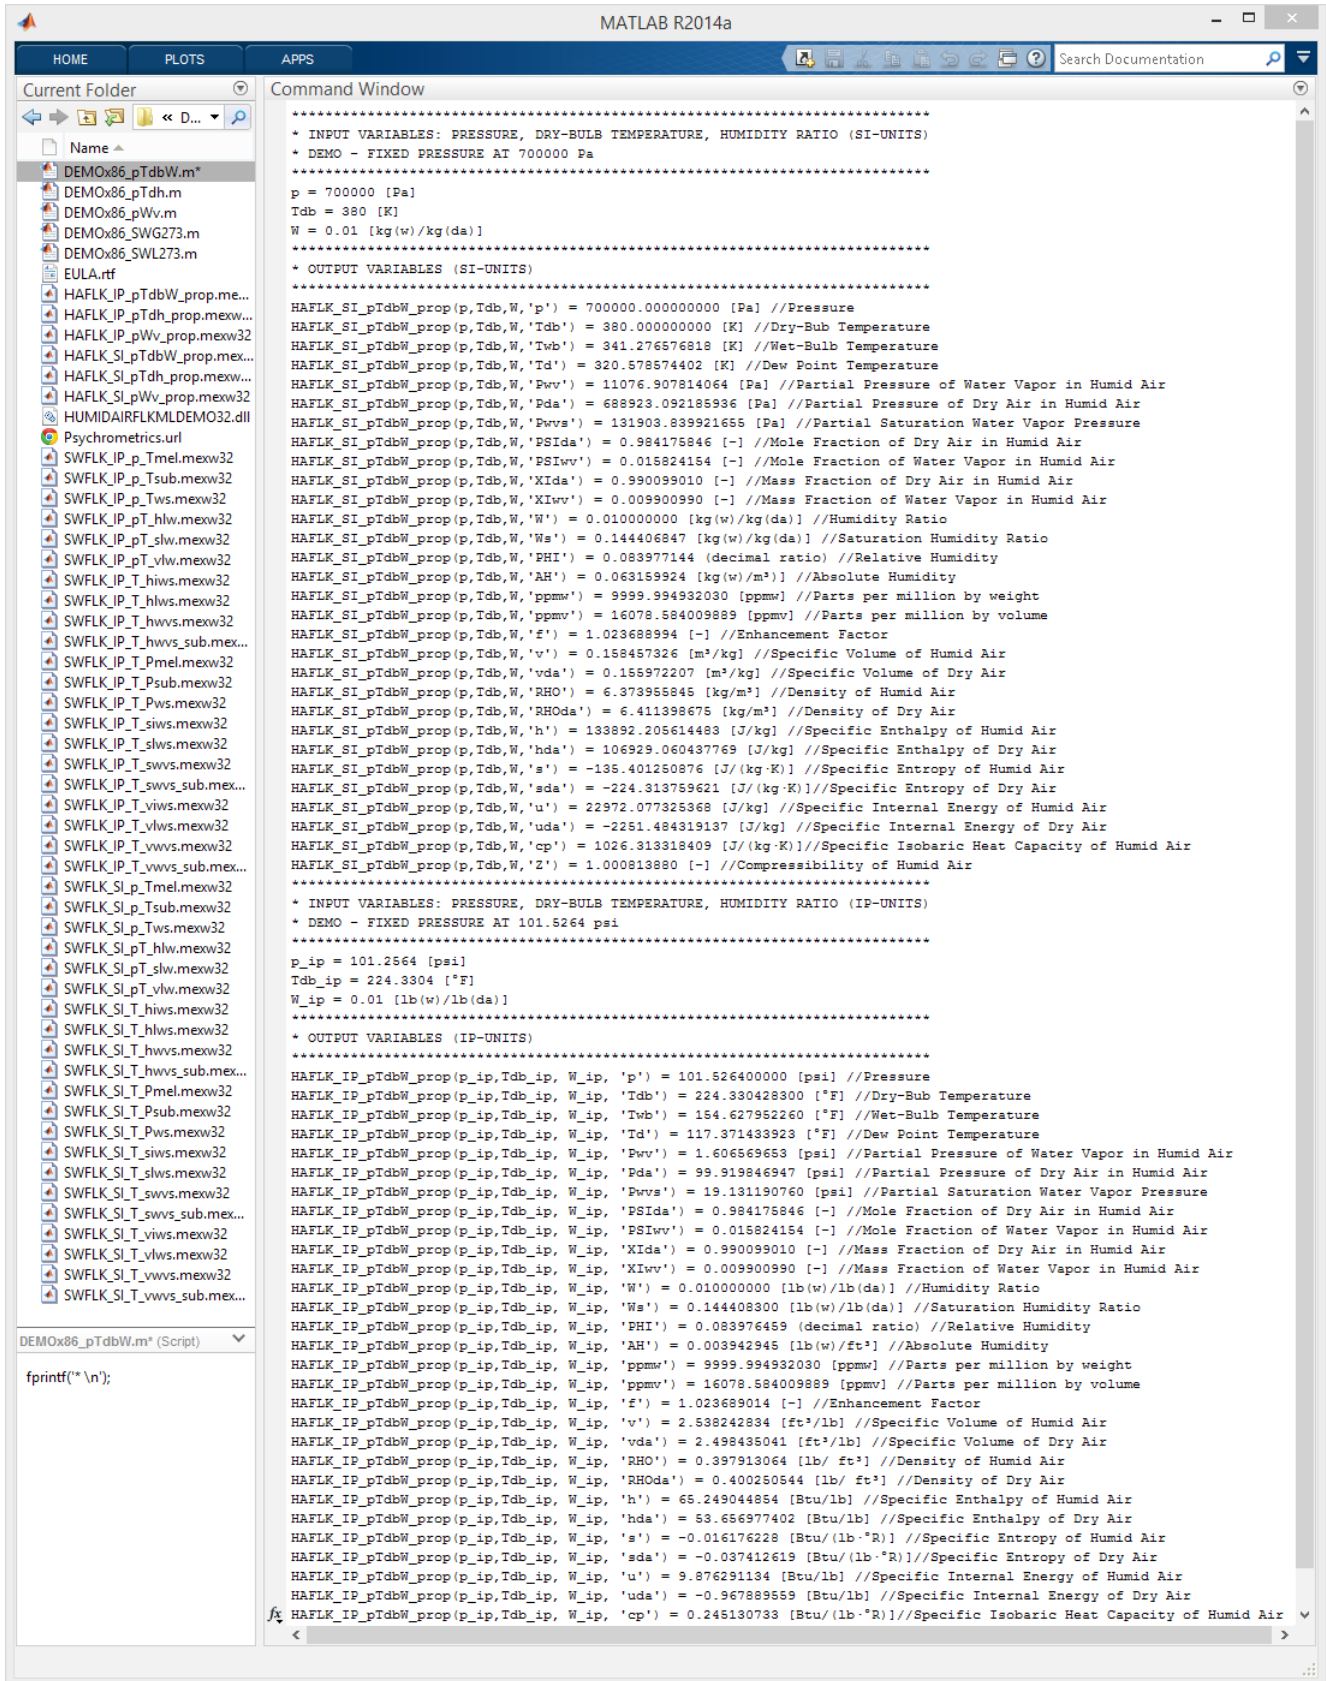 MATLAB R2014a
HOME PLOTS APPS Search Documentation
Current Folder
« D...
Name
DEMOx86_pTdbW.m*
DEMOx86_pTdh.m
DEMOx86_pWv.m
DEMOx86_SWG273.m
DEMOx86_SWL273.m
EULA.rtf
HAFLK_IP_pTdbW_prop.me...
HAFLK_IP_pTdh_prop.mexw...
HAFLK_IP_pWv_prop.mexw32
HAFLK_SI_pTdbW_prop.mex...
HAFLK_SI_pTdh_prop.mexw...
HAFLK_SI_pWv_prop.mexw32
HUMIDAIRFLKMLDEMO32.dll
Psychrometrics.url
SWFLK_IP_p_Tmel.mexw32
SWFLK_IP_p_Tsub.mexw32
SWFLK_IP_p_Tws.mexw32
SWFLK_IP_pT_hlw.mexw32
SWFLK_IP_pT_slw.mexw32
SWFLK_IP_pT_vlw.mexw32
SWFLK_IP_T_hiws.mexw32
SWFLK_IP_T_hlws.mexw32
SWFLK_IP_T_hwvs.mexw32
SWFLK_IP_T_hwvs_sub.mex...
SWFLK_IP_T_Pmel.mexw32
SWFLK_IP_T_Psub.mexw32
SWFLK_IP_T_Pws.mexw32
SWFLK_IP_T_siws.mexw32
SWFLK_IP_T_slws.mexw32
SWFLK_IP_T_swvs.mexw32
SWFLK_IP_T_swvs_sub.mex...
SWFLK_IP_T_viws.mexw32
SWFLK_IP_T_vlws.mexw32
SWFLK_IP_T_vwvs.mexw32
SWFLK_IP_T_vwvs_sub.mex...
SWFLK_SI_p_Tmel.mexw32
SWFLK_SI_p_Tsub.mexw32
SWFLK_SI_p_Tws.mexw32
SWFLK_SI_pT_hlw.mexw32
SWFLK_SI_pT_slw.mexw32
SWFLK_SI_pT_vlw.mexw32
SWFLK_SI_T_hiws.mexw32
SWFLK_SI_T_hlws.mexw32
SWFLK_SI_T_hwvs.mexw32
SWFLK_SI_T_hwvs_sub.mex...
SWFLK_SI_T_Pmel.mexw32
SWFLK_SI_T_Psub.mexw32
SWFLK_SI_T_Pws.mexw32
SWFLK_SI_T_siws.mexw32
SWFLK_SI_T_slws.mexw32
SWFLK_SI_T_swvs.mexw32
SWFLK_SI_T_swvs_sub.mex...
SWFLK_SI_T_viws.mexw32
SWFLK_SI_T_vlws.mexw32
SWFLK_SI_T_vwvs.mexw32
SWFLK_SI_T_vwvs_sub.mex...
DEMOx86_pTdbW.m* (Script)
fprintf('* \n');
Command Window
****************************************************************************
* INPUT VARIABLES: PRESSURE, DRY-BULB TEMPERATURE, HUMIDITY RATIO (SI-UNITS)
* DEMO - FIXED PRESSURE AT 700000 Pa
****************************************************************************
p = 700000 [Pa]
Tdb = 380 [K]
W = 0.01 [kg(w)/kg(da)]
****************************************************************************
* OUTPUT VARIABLES (SI-UNITS)
****************************************************************************
HAFLK_SI_pTdbW_prop(p,Tdb,W,'p') = 700000.000000000 [Pa] //Pressure
HAFLK_SI_pTdbW_prop(p,Tdb,W,'Tdb') = 380.000000000 [K] //Dry-Bub Temperature
HAFLK_SI_pTdbW_prop(p,Tdb,W,'Twb') = 341.276576818 [K] //Wet-Bulb Temperature
HAFLK_SI_pTdbW_prop(p,Tdb,W,'Td') = 320.578574402 [K] //Dew Point Temperature
HAFLK_SI_pTdbW_prop(p,Tdb,W,'Pwv') = 11076.907814064 [Pa] //Partial Pressure of Water Vapor in Humid Air
HAFLK_SI_pTdbW_prop(p,Tdb,W,'Pda') = 688923.092185936 [Pa] //Partial Pressure of Dry Air in Humid Air
HAFLK_SI_pTdbW_prop(p,Tdb,W,'Pwvs') = 131903.839921655 [Pa] //Partial Saturation Water Vapor Pressure
HAFLK_SI_pTdbW_prop(p,Tdb,W,'PSIda') = 0.984175846 [-] //Mole Fraction of Dry Air in Humid Air
HAFLK_SI_pTdbW_prop(p,Tdb,W,'PSIwv') = 0.015824154 [-] //Mole Fraction of Water Vapor in Humid Air
HAFLK_SI_pTdbW_prop(p,Tdb,W,'XIda') = 0.990099010 [-] //Mass Fraction of Dry Air in Humid Air
HAFLK_SI_pTdbW_prop(p,Tdb,W,'XIwv') = 0.009900990 [-] //Mass Fraction of Water Vapor in Humid Air
HAFLK_SI_pTdbW_prop(p,Tdb,W,'W') = 0.010000000 [kg(w)/kg(da)] //Humidity Ratio
HAFLK_SI_pTdbW_prop(p,Tdb,W,'Ws') = 0.144406847 [kg(w)/kg(da)] //Saturation Humidity Ratio
HAFLK_SI_pTdbW_prop(p,Tdb,W,'PHI') = 0.083977144 (decimal ratio) //Relative Humidity
HAFLK_SI_pTdbW_prop(p,Tdb,W,'AH') = 0.063159924 [kg(w)/m³)] //Absolute Humidity
HAFLK_SI_pTdbW_prop(p,Tdb,W,'ppmw') = 9999.994932030 [ppmw] //Parts per million by weight
HAFLK_SI_pTdbW_prop(p,Tdb,W,'ppmv') = 16078.584009889 [ppmv] //Parts per million by volume
HAFLK_SI_pTdbW_prop(p,Tdb,W,'f') = 1.023688994 [-] //Enhancement Factor
HAFLK_SI_pTdbW_prop(p,Tdb,W,'v') = 0.158457326 [m³/kg] //Specific Volume of Humid Air
HAFLK_SI_pTdbW_prop(p,Tdb,W,'vda') = 0.155972207 [m³/kg] //Specific Volume of Dry Air
HAFLK_SI_pTdbW_prop(p,Tdb,W,'RHO') = 6.373955845 [kg/m³] //Density of Humid Air
HAFLK_SI_pTdbW_prop(p,Tdb,W,'RHOda') = 6.411398675 [kg/m³] //Density of Dry Air
HAFLK_SI_pTdbW_prop(p,Tdb,W,'h') = 133892.205614483 [J/kg] //Specific Enthalpy of Humid Air
HAFLK_SI_pTdbW_prop(p,Tdb,W,'hda') = 106929.060437769 [J/kg] //Specific Enthalpy of Dry Air
HAFLK_SI_pTdbW_prop(p,Tdb,W,'s') = -135.401250876 [J/(kg·K)] //Specific Entropy of Humid Air
HAFLK_SI_pTdbW_prop(p,Tdb,W,'sda') = -224.313759621 [J/(kg·K)]//Specific Entropy of Dry Air
HAFLK_SI_pTdbW_prop(p,Tdb,W,'u') = 22972.077325368 [J/kg] //Specific Internal Energy of Humid Air
HAFLK_SI_pTdbW_prop(p,Tdb,W,'uda') = -2251.484319137 [J/kg] //Specific Internal Energy of Dry Air
HAFLK_SI_pTdbW_prop(p,Tdb,W,'cp') = 1026.313318409 [J/(kg·K)]//Specific Isobaric Heat Capacity of Humid Air
HAFLK_SI_pTdbW_prop(p,Tdb,W,'Z') = 1.000813880 [-] //Compressibility of Humid Air
****************************************************************************
* INPUT VARIABLES: PRESSURE, DRY-BULB TEMPERATURE, HUMIDITY RATIO (IP-UNITS)
* DEMO - FIXED PRESSURE AT 101.5264 psi
****************************************************************************
p_ip = 101.2564 [psi]
Tdb_ip = 224.3304 [°F]
W_ip = 0.01 [lb(w)/lb(da)]
****************************************************************************
* OUTPUT VARIABLES (IP-UNITS)
****************************************************************************
HAFLK_IP_pTdbW_prop(p_ip,Tdb_ip, W_ip, 'p') = 101.526400000 [psi] //Pressure
HAFLK_IP_pTdbW_prop(p_ip,Tdb_ip, W_ip, 'Tdb') = 224.330428300 [°F] //Dry-Bub Temperature
HAFLK_IP_pTdbW_prop(p_ip,Tdb_ip, W_ip, 'Twb') = 154.627952260 [°F] //Wet-Bulb Temperature
HAFLK_IP_pTdbW_prop(p_ip,Tdb_ip, W_ip, 'Td') = 117.371433923 [°F] //Dew Point Temperature
HAFLK_IP_pTdbW_prop(p_ip,Tdb_ip, W_ip, 'Pwv') = 1.606569653 [psi] //Partial Pressure of Water Vapor in Humid Air
HAFLK_IP_pTdbW_prop(p_ip,Tdb_ip, W_ip, 'Pda') = 99.919846947 [psi] //Partial Pressure of Dry Air in Humid Air
HAFLK_IP_pTdbW_prop(p_ip,Tdb_ip, W_ip, 'Pwvs') = 19.131190760 [psi] //Partial Saturation Water Vapor Pressure
HAFLK_IP_pTdbW_prop(p_ip,Tdb_ip, W_ip, 'PSIda') = 0.984175846 [-] //Mole Fraction of Dry Air in Humid Air
HAFLK_IP_pTdbW_prop(p_ip,Tdb_ip, W_ip, 'PSIwv') = 0.015824154 [-] //Mole Fraction of Water Vapor in Humid Air
HAFLK_IP_pTdbW_prop(p_ip,Tdb_ip, W_ip, 'XIda') = 0.990099010 [-] //Mass Fraction of Dry Air in Humid Air
HAFLK_IP_pTdbW_prop(p_ip,Tdb_ip, W_ip, 'XIwv') = 0.009900990 [-] //Mass Fraction of Water Vapor in Humid Air
HAFLK_IP_pTdbW_prop(p_ip,Tdb_ip, W_ip, 'W') = 0.010000000 [lb(w)/lb(da)] //Humidity Ratio
HAFLK_IP_pTdbW_prop(p_ip,Tdb_ip, W_ip, 'Ws') = 0.144408300 [lb(w)/lb(da)] //Saturation Humidity Ratio
HAFLK_IP_pTdbW_prop(p_ip,Tdb_ip, W_ip, 'PHI') = 0.083976459 (decimal ratio) //Relative Humidity
HAFLK_IP_pTdbW_prop(p_ip,Tdb_ip, W_ip, 'AH') = 0.003942945 [lb(w)/ft³] //Absolute Humidity
HAFLK_IP_pTdbW_prop(p_ip,Tdb_ip, W_ip, 'ppmw') = 9999.994932030 [ppmw] //Parts per million by weight
HAFLK_IP_pTdbW_prop(p_ip,Tdb_ip, W_ip, 'ppmv') = 16078.584009889 [ppmv] //Parts per million by volume
HAFLK_IP_pTdbW_prop(p_ip,Tdb_ip, W_ip, 'f') = 1.023689014 [-] //Enhancement Factor
HAFLK_IP_pTdbW_prop(p_ip,Tdb_ip, W_ip, 'v') = 2.538242834 [ft³/lb] //Specific Volume of Humid Air
HAFLK_IP_pTdbW_prop(p_ip,Tdb_ip, W_ip, 'vda') = 2.498435041 [ft³/lb] //Specific Volume of Dry Air
HAFLK_IP_pTdbW_prop(p_ip,Tdb_ip, W_ip, 'RHO') = 0.397913064 [lb/ ft³] //Density of Humid Air
HAFLK_IP_pTdbW_prop(p_ip,Tdb_ip, W_ip, 'RHOda') = 0.400250544 [lb/ ft³] //Density of Dry Air
HAFLK_IP_pTdbW_prop(p_ip,Tdb_ip, W_ip, 'h') = 65.249044854 [Btu/lb] //Specific Enthalpy of Humid Air
HAFLK_IP_pTdbW_prop(p_ip,Tdb_ip, W_ip, 'hda') = 53.656977402 [Btu/lb] //Specific Enthalpy of Dry Air
HAFLK_IP_pTdbW_prop(p_ip,Tdb_ip, W_ip, 's') = -0.016176228 [Btu/(lb·°R)] //Specific Entropy of Humid Air
HAFLK_IP_pTdbW_prop(p_ip,Tdb_ip, W_ip, 'sda') = -0.037412619 [Btu/(lb·°R)]//Specific Entropy of Dry Air
HAFLK_IP_pTdbW_prop(p_ip,Tdb_ip, W_ip, 'u') = 9.876291134 [Btu/lb] //Specific Internal Energy of Humid Air
HAFLK_IP_pTdbW_prop(p_ip,Tdb_ip, W_ip, 'uda') = -0.967889559 [Btu/lb] //Specific Internal Energy of Dry Air
fx HAFLK_IP_pTdbW_prop(p_ip,Tdb_ip, W_ip, 'cp') = 0.245130733 [Btu/(lb·°R)]//Specific Isobaric Heat Capacity of Humid Air